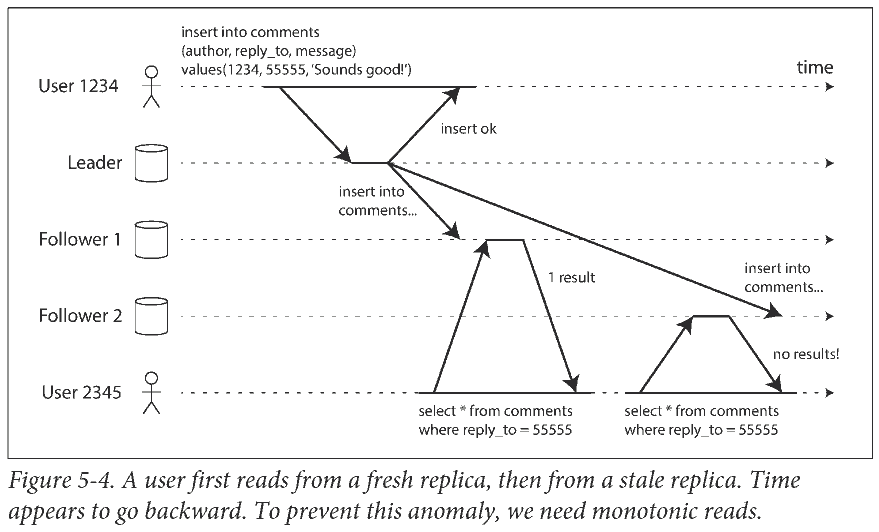 insert into comments
(author, reply_to, message)
values(1234, 55555, ‘Sounds good!’)
time
User 1234
insert ok
Leader
insert into
comments...
Follower 1
1 result
insert into
comments...
Follower 2
no results!
User 2345
select * from comments
where reply_to = 55555
select * from comments
where reply_to = 55555
Figure 5-4. A user first reads from a fresh replica, then from a stale replica. Time
appears to go backward. To prevent this anomaly, we need monotonic reads.